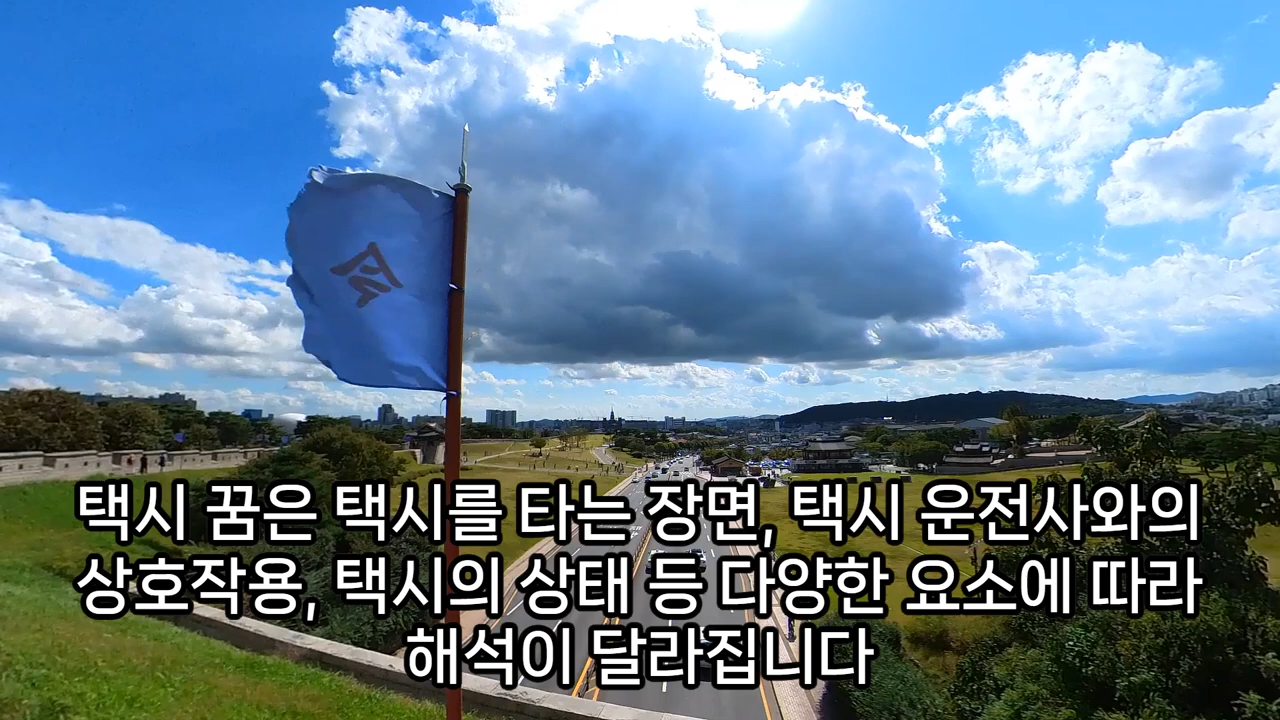 택시 꿈은 택시를 타는 장면, 택시 운전사와의
상호작용, 택시의 상태 등 다양한 요소에 따라
해석이 달라집니다